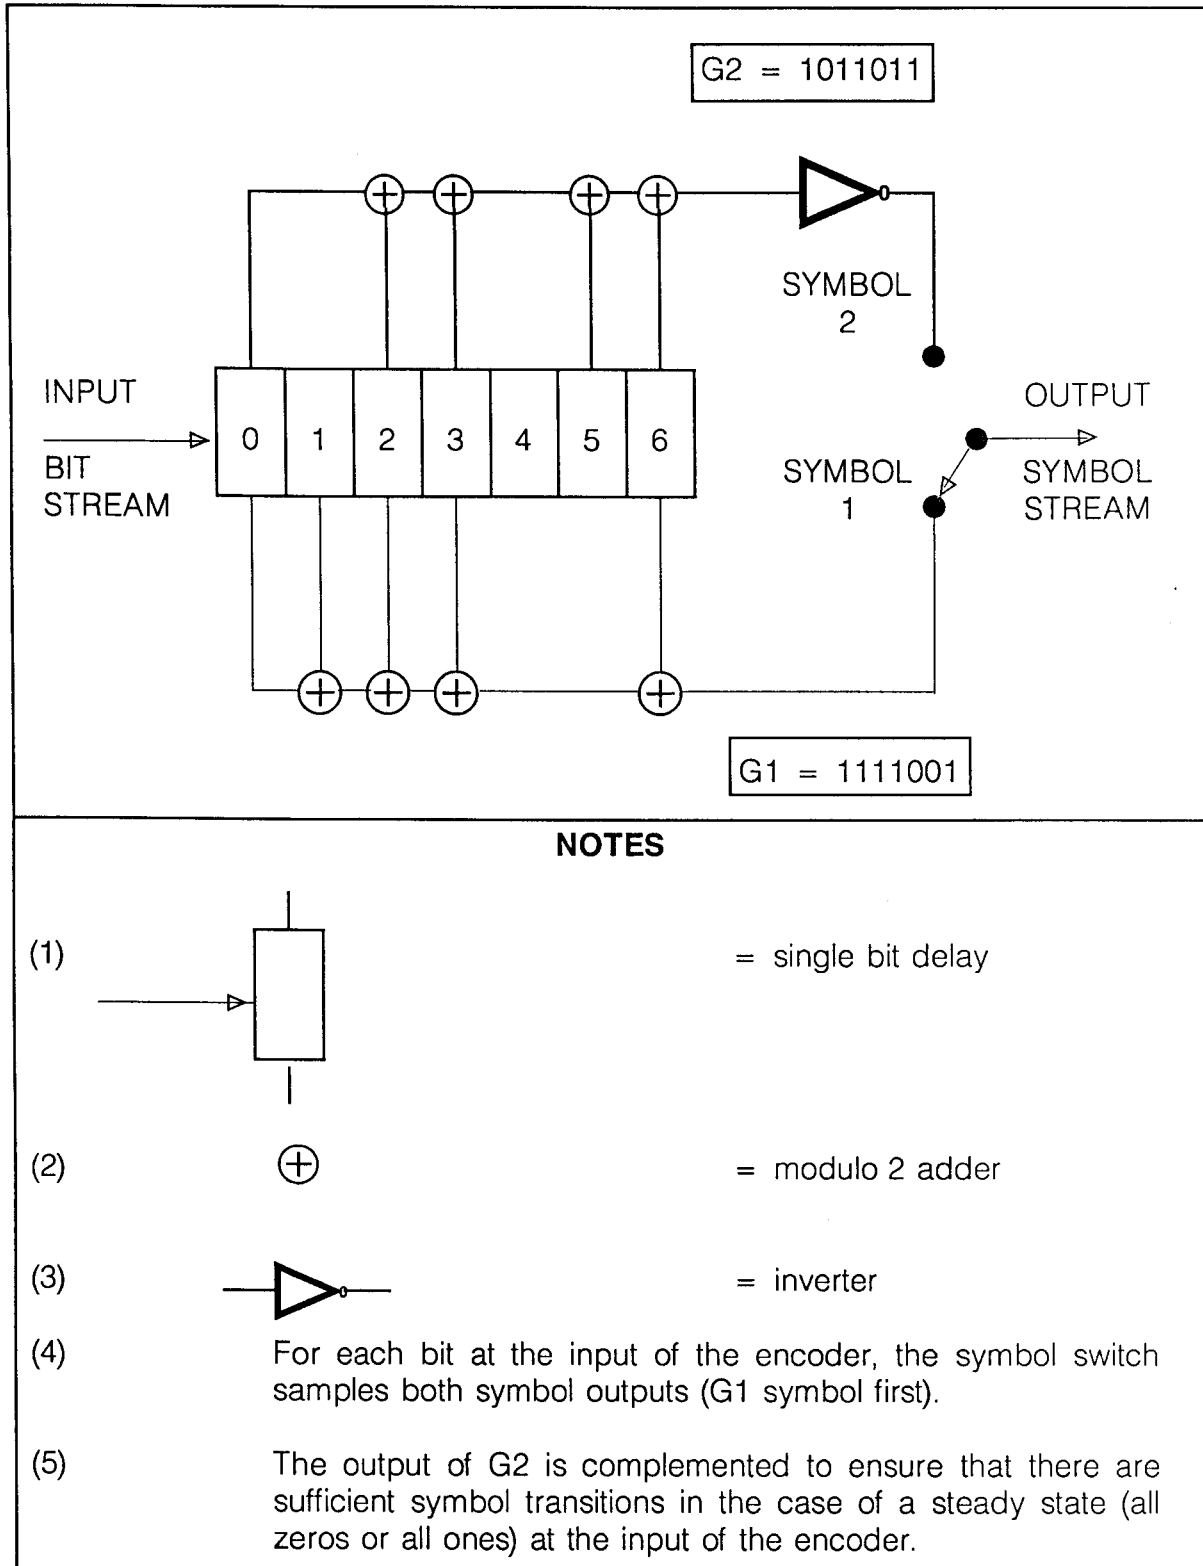 G2 = 1011011
SYMBOL
2
INPUT
BIT
STREAM
0 1 2 3 4 5 6
SYMBOL
1
OUTPUT
SYMBOL
STREAM
G1 = 1111001
NOTES
(1) = single bit delay
(2) = modulo 2 adder
(3) = inverter
(4) For each bit at the input of the encoder, the symbol switch
samples both symbol outputs (G1 symbol first).
(5) The output of G2 is complemented to ensure that there are
sufficient symbol transitions in the case of a steady state (all
zeros or all ones) at the input of the encoder.